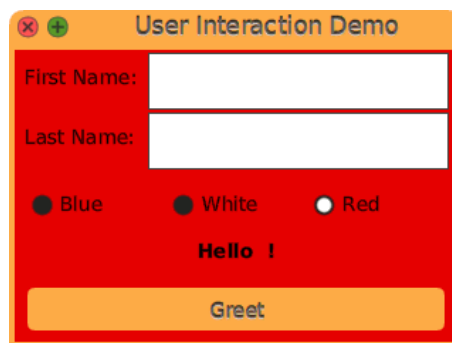 User Interaction Demo
First Name:
Last Name:
Blue White Red
Hello !
Greet